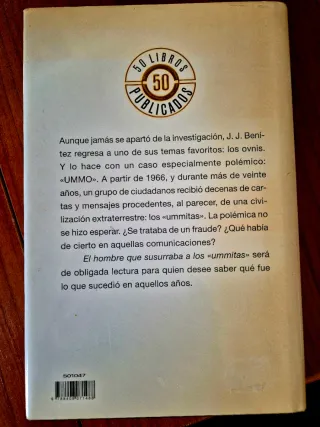 50 LIBROS
50
PUBLICADOS
Aunque jamás se apartó de la investigación, J. J. Bení-
tez regresa a uno de sus temas favoritos: los ovnis.
Y lo hace con un caso especialmente polémico:
«UMMO». A partir de 1966, y durante más de veinte
años, un grupo de ciudadanos recibió decenas de car-
tas y mensajes procedentes, al parecer, de una civi-
lización extraterrestre: los «ummitas». La polémica no
se hizo esperar. ¿Se trataba de un fraude? ¿Qué había
de cierto en aquellas comunicaciones?
El hombre que susurraba a los «ummitas» será
de obligada lectura para quien desee saber qué fue
lo que sucedió en aquellos años.
501047